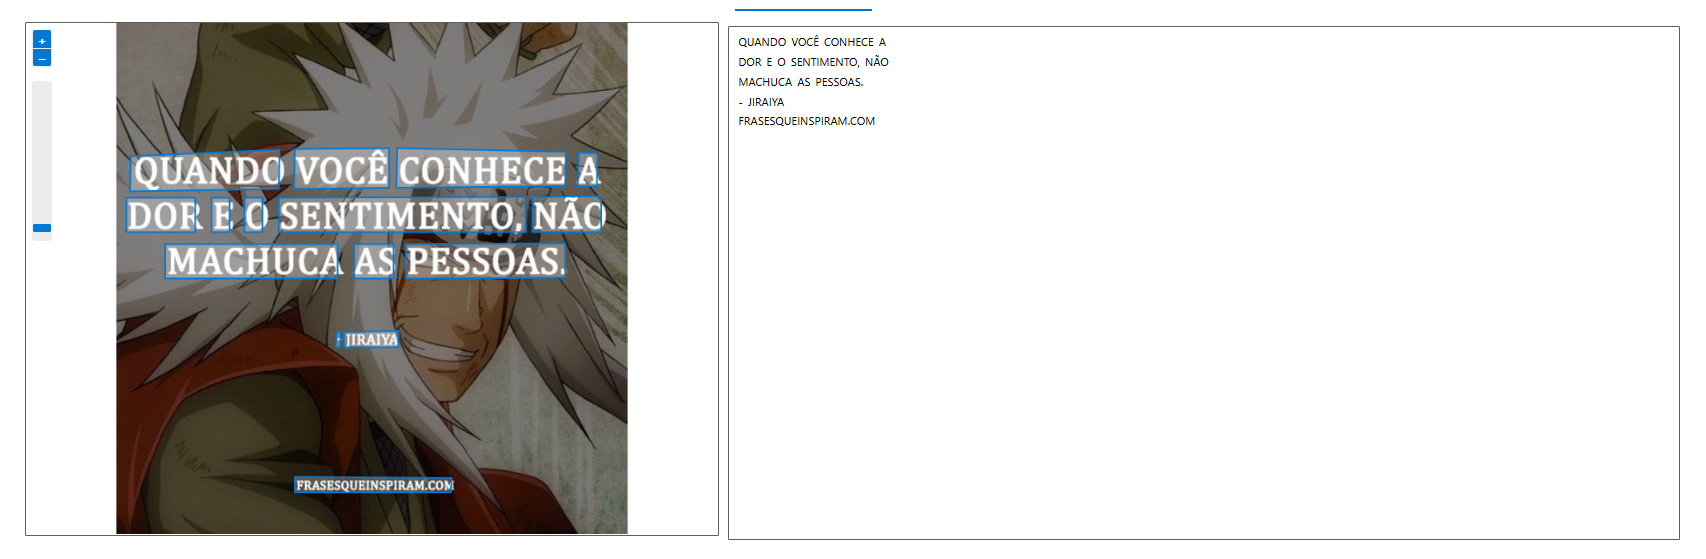 +
–
QUANDO VOCÊ CONHECE A
DOR E O SENTIMENTO, NÃO
MACHUCA AS PESSOAS.
- JIRAIYA
FRASESQUEINSPIRAM.COM
QUANDO VOCÊ CONHECE A
DOR E O SENTIMENTO, NÃO
MACHUCA AS PESSOAS.
- JIRAIYA
FRASESQUEINSPIRAM.COM